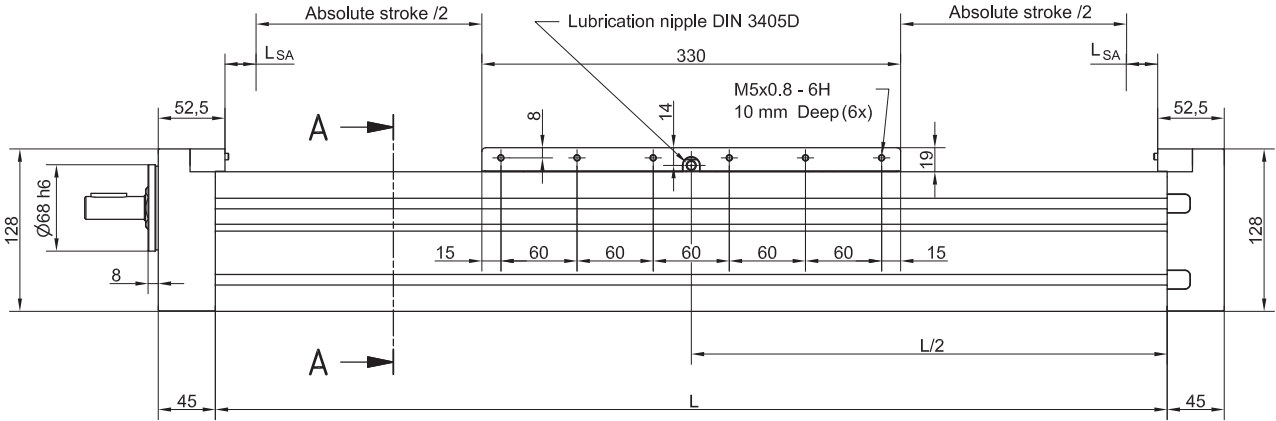 Absolute stroke /2
Lubrication nipple DIN 3405D
Absolute stroke /2
LSA
330
LSA
52,5
M5x0.8 - 6H
10 mm Deep (6x)
52,5
A
8
14
19
128
Ø68 h6
128
15
60
60
60
60
60
15
8
A
L/2
45
L
45